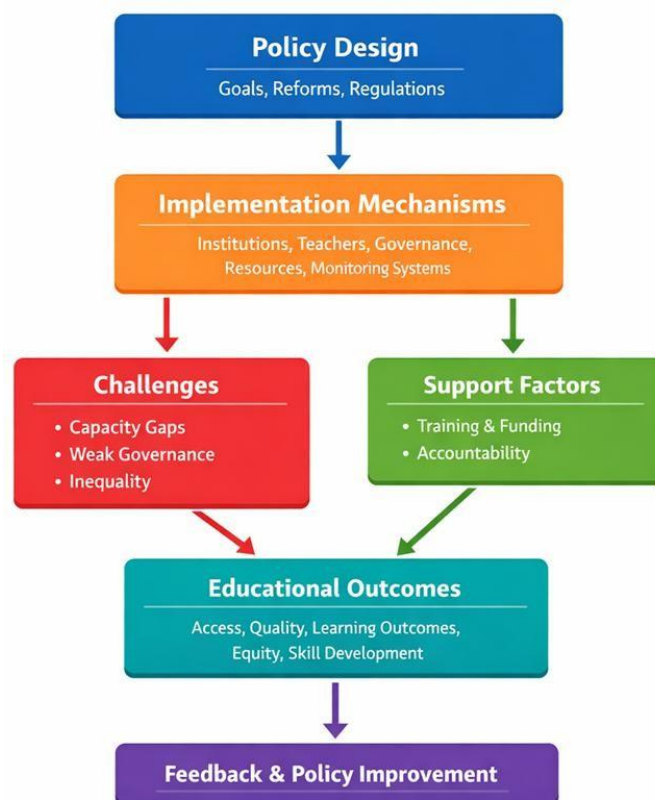 Policy Design
Goals, Reforms, Regulations
Implementation Mechanisms
Institutions, Teachers, Governance,
Resources, Monitoring Systems
Challenges
• Capacity Gaps
• Weak Governance
• Inequality
Support Factors
• Training & Funding
• Accountability
Educational Outcomes
Access, Quality, Learning Outcomes,
Equity, Skill Development
Feedback & Policy Improvement